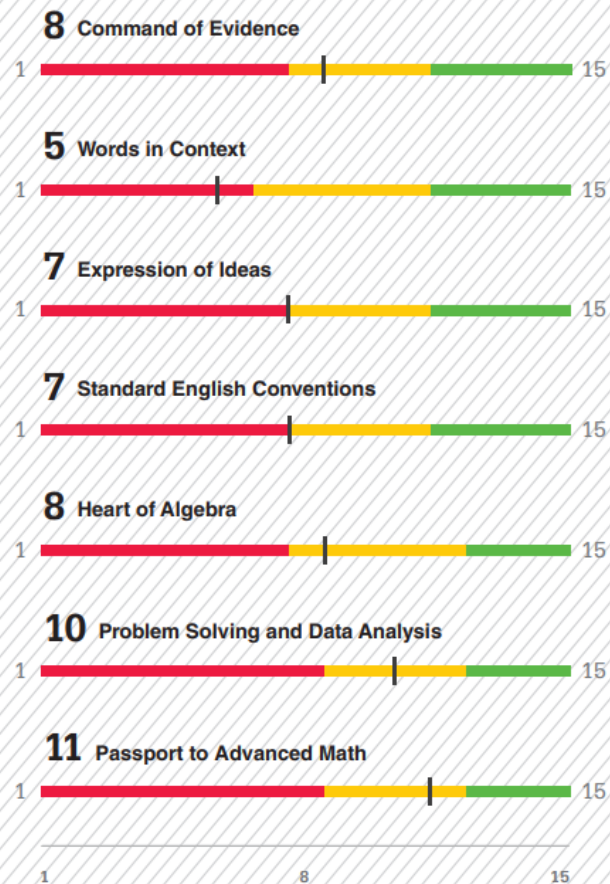 8 Command of Evidence
1 15
5 Words in Context
1 15
7 Expression of Ideas
1 15
7 Standard English Conventions
1 15
8 Heart of Algebra
1 15
10 Problem Solving and Data Analysis
1 15
11 Passport to Advanced Math
1 15
1 8 15